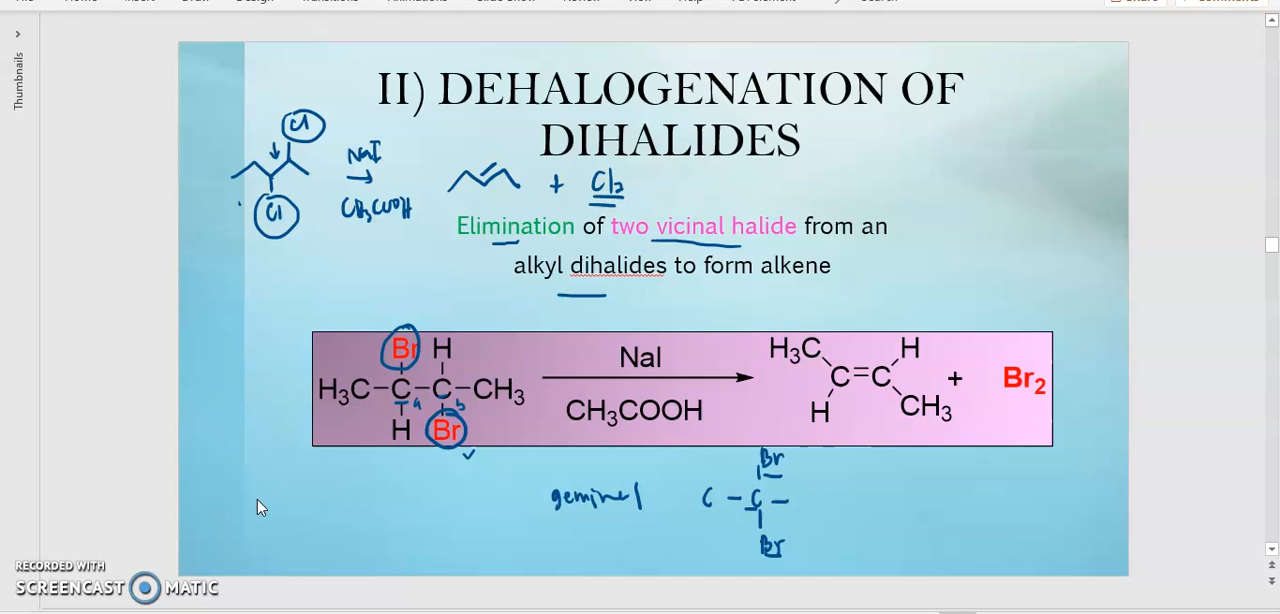 Thumbnails
II) DEHALOGENATION OF
DIHALIDES
Cl
Cl
NaI
CH3COOH
+ Cl2
Elimination of two vicinal halide from an
alkyl dihalides to form alkene
Br H
H3C-C-C-CH3
a b
H Br
NaI
CH3COOH
H3C H
C=C
H CH3
+ Br2
geminel
Br
C-C-
Br
RECORDED WITH
SCREENCAST MATIC